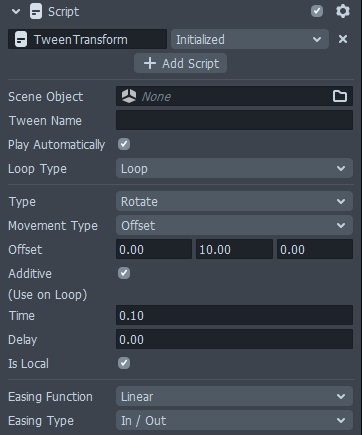 Script
TweenTransform Initialized
+ Add Script
Scene Object None
Tween Name
Play Automatically
Loop Type Loop
Type Rotate
Movement Type Offset
Offset 0.00 10.00 0.00
Additive
(Use on Loop)
Time 0.10
Delay 0.00
Is Local
Easing Function Linear
Easing Type In / Out